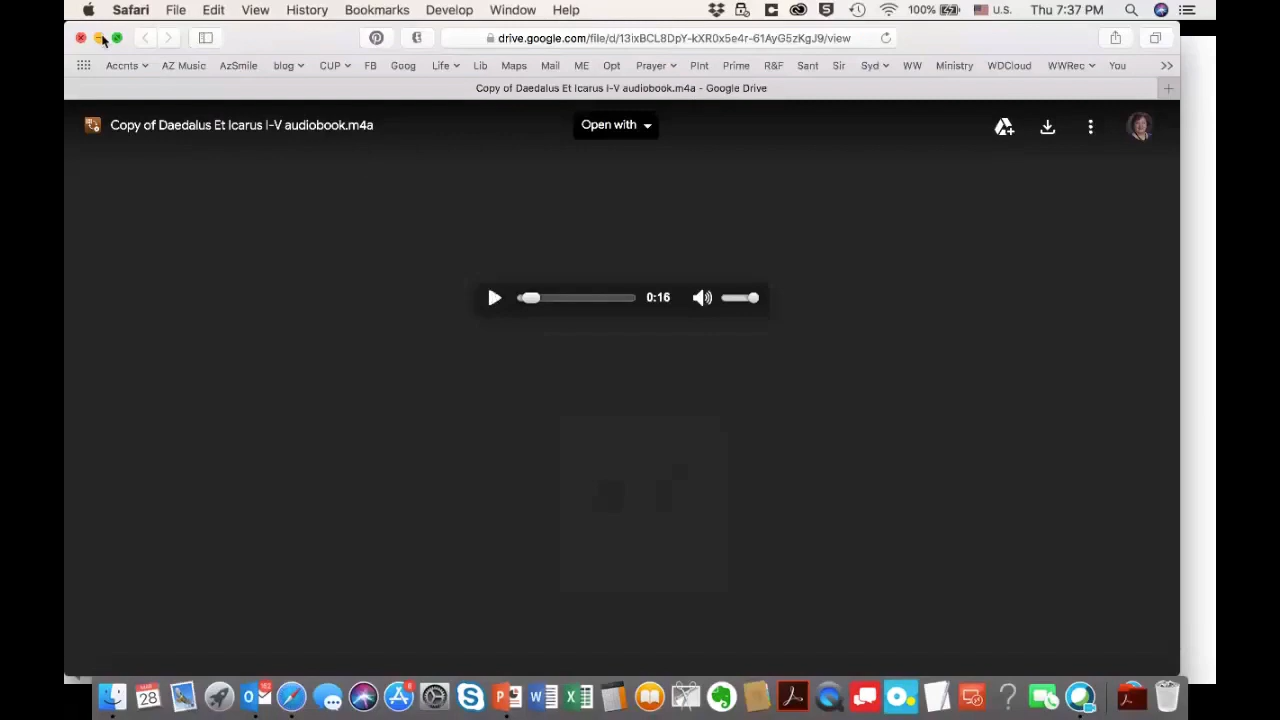 Safari File Edit View History Bookmarks Develop Window Help 100% U.S. Thu 7:37 PM
drive.google.com/file/d/13ixBCL8DpY-kXR0x5e4r-61AyG5zKgJ9/view
Accnts AZ Music AzSmile blog CUP FB Goog Life Lib Maps Mail ME Opt Prayer PInt Prime R&F Sant Sir Syd WW Ministry WDCloud WWRec You
Copy of Daedalus Et Icarus I-V audiobook.m4a - Google Drive
Copy of Daedalus Et Icarus I-V audiobook.m4a Open with
0:16
28